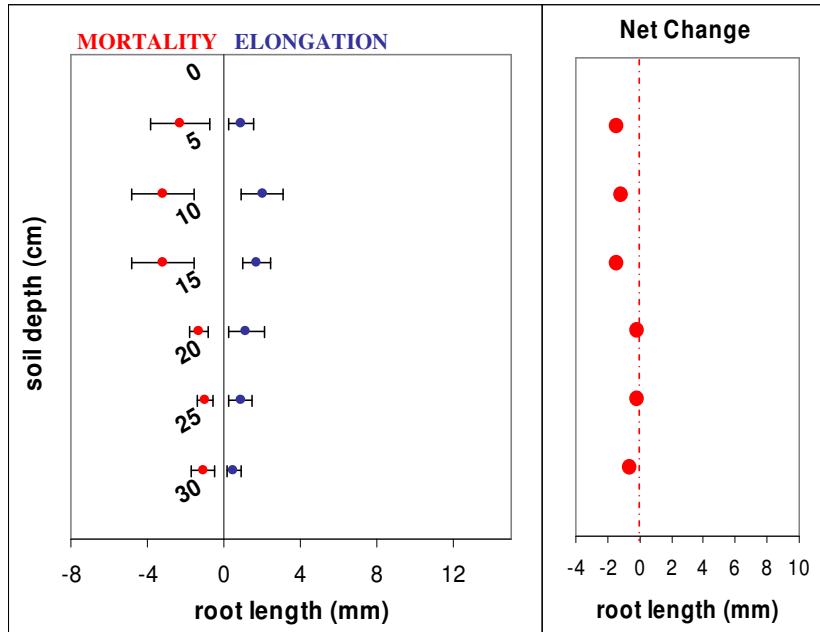 MORTALITY ELONGATION
0
5
10
15
20
25
30
soil depth (cm)
-8 -4 0 4 8 12
root length (mm)
Net Change
-4 -2 0 2 4 6 8 10
root length (mm)